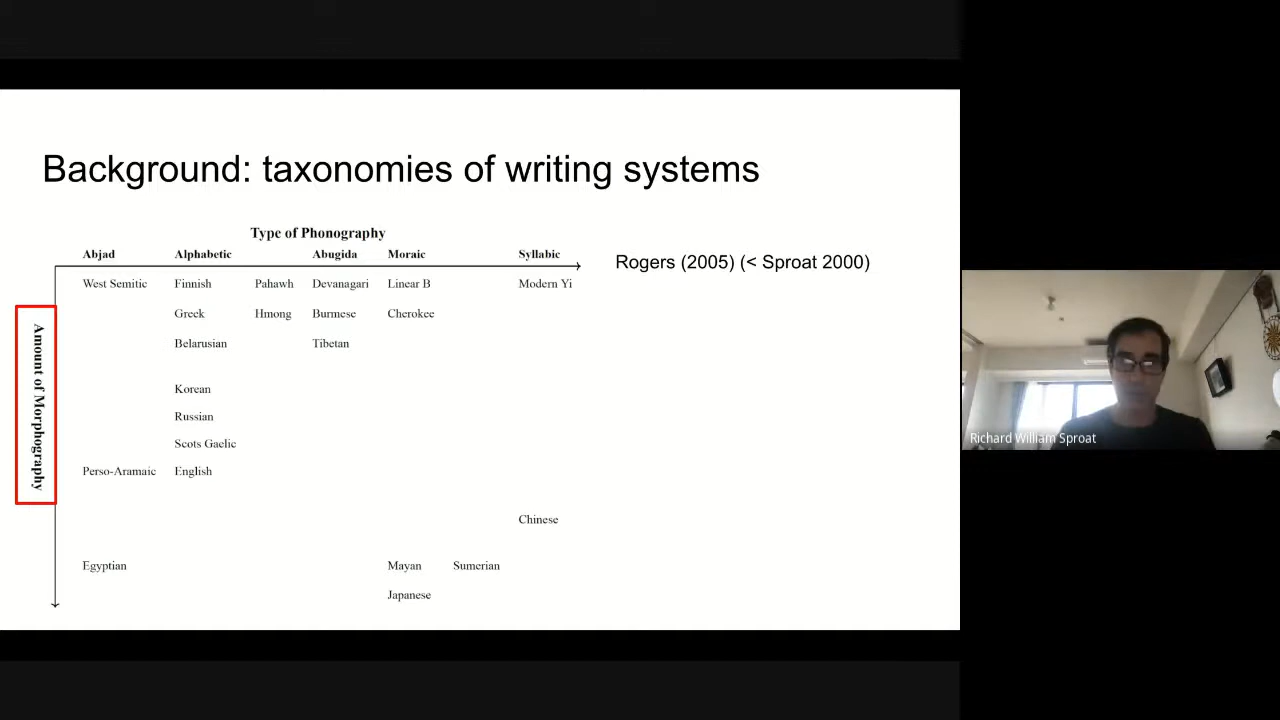 Background: taxonomies of writing systems
Type of Phonography
Abjad Alphabetic Abugida Moraic Syllabic
Rogers (2005) (< Sproat 2000)
West Semitic Finnish Pahawh Devanagari Linear B Modern Yi
Greek Hmong Burmese Cherokee
Belarusian Tibetan
Amount of Morphography
Korean
Russian
Scots Gaelic
Perso-Aramaic English
Chinese
Egyptian Mayan Sumerian
Japanese
Richard William Sproat